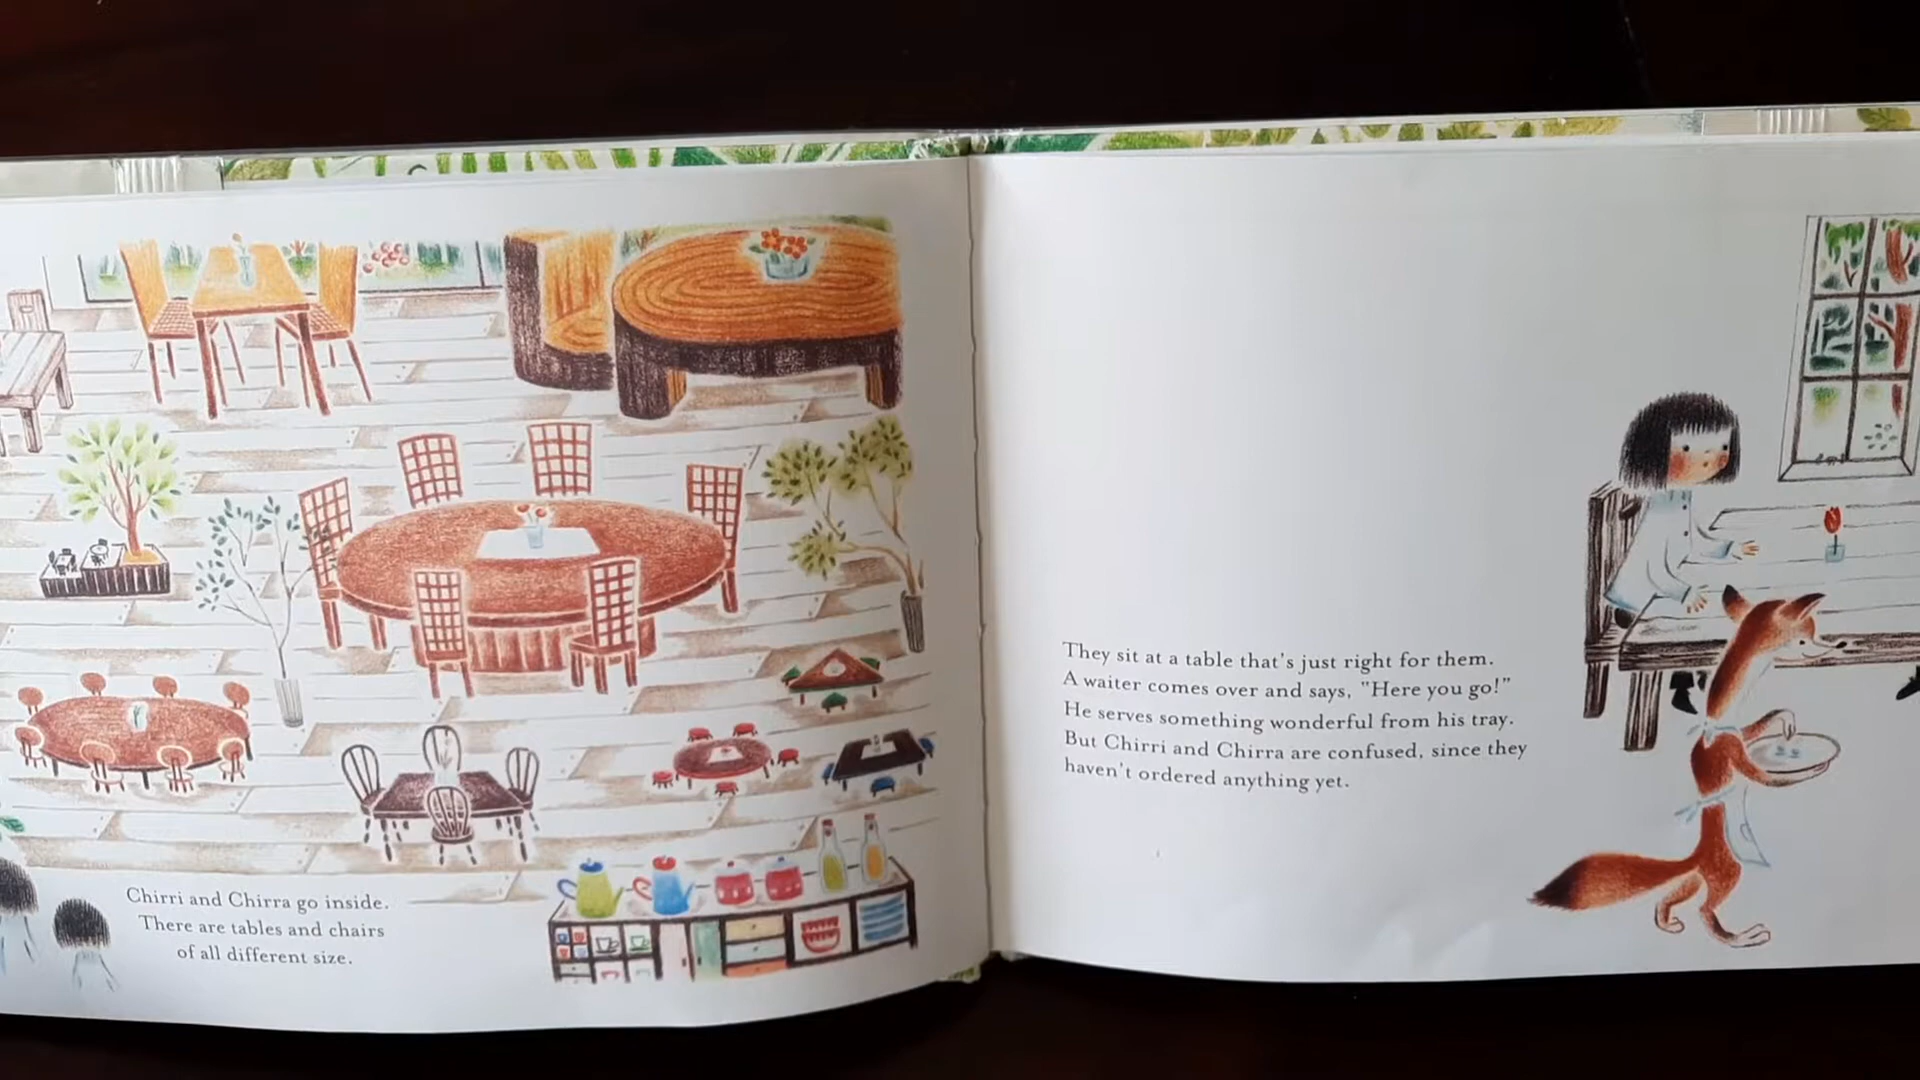 Chirri and Chirra go inside.
There are tables and chairs
of all different size.
They sit at a table that's just right for them.
A waiter comes over and says, "Here you go!"
He serves something wonderful from his tray.
But Chirri and Chirra are confused, since they
haven't ordered anything yet.